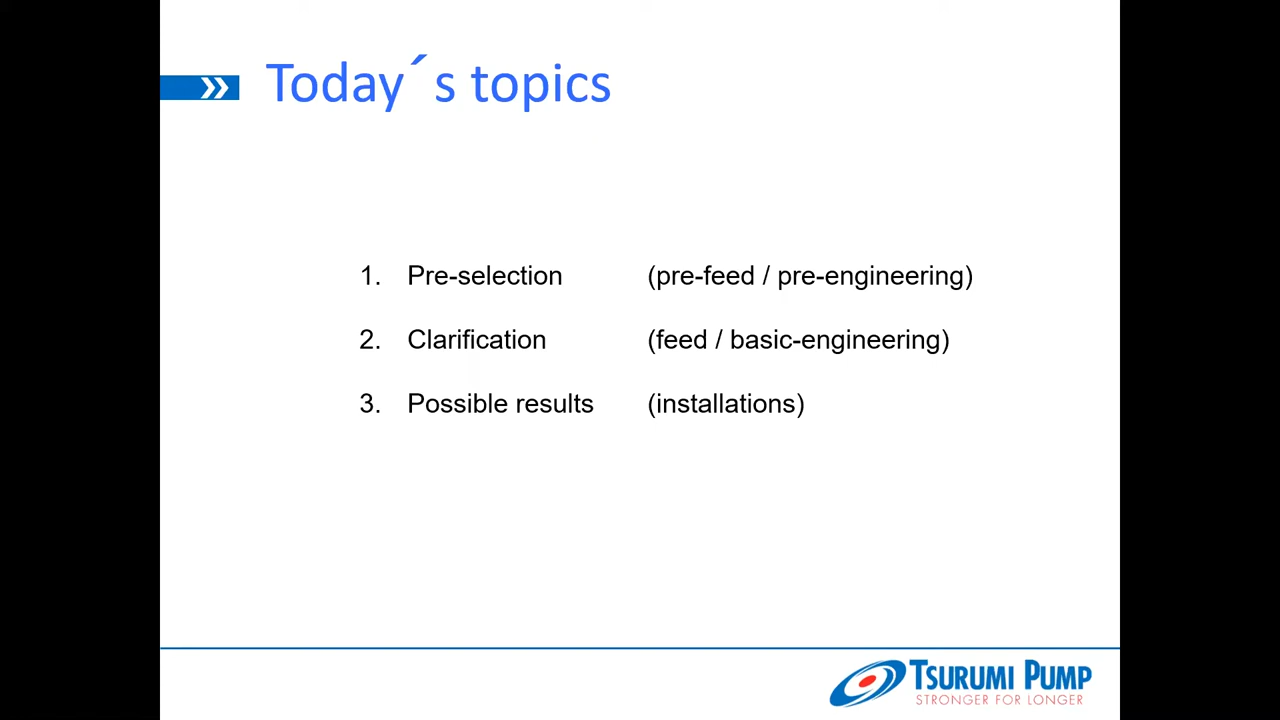 Today´s topics
1. Pre-selection (pre-feed / pre-engineering)
2. Clarification (feed / basic-engineering)
3. Possible results (installations)
TSURUMI PUMP
STRONGER FOR LONGER